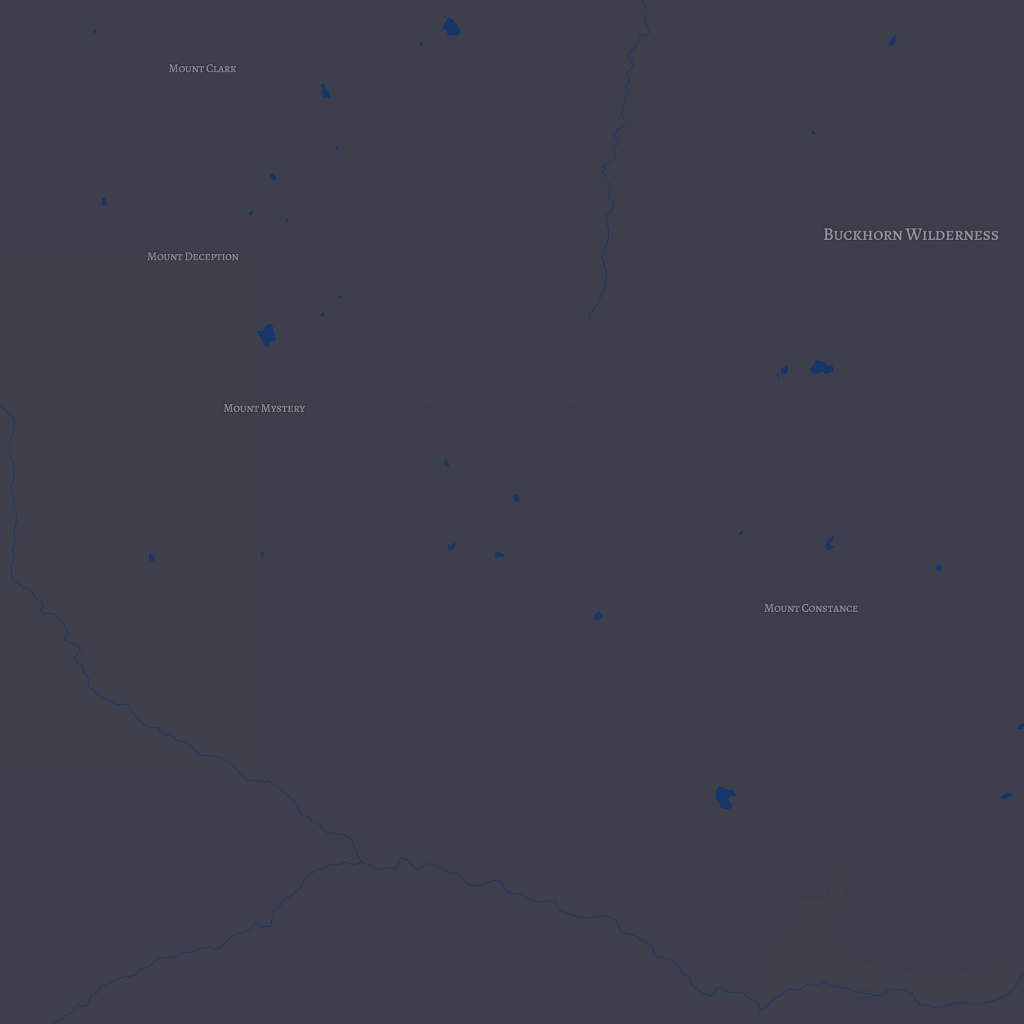 Mount Clark
Buckhorn Wilderness
Mount Deception
Mount Mystery
Mount Constance